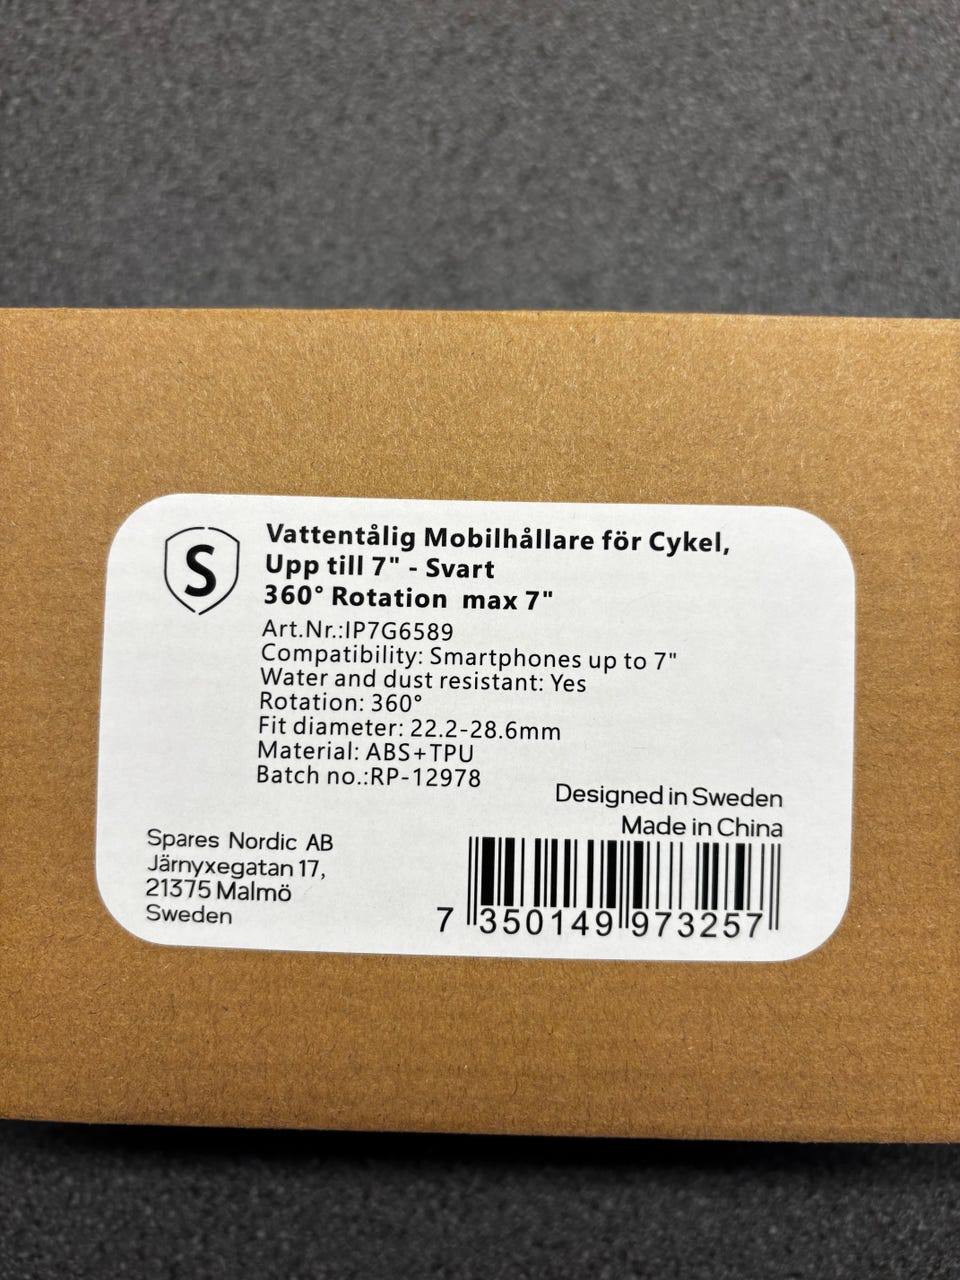 S
Vattentålig Mobilhållare för Cykel,
Upp till 7" - Svart
360° Rotation max 7"
Art.Nr.:IP7G6589
Compatibility: Smartphones up to 7"
Water and dust resistant: Yes
Rotation: 360°
Fit diameter: 22.2-28.6mm
Material: ABS+TPU
Batch no.:RP-12978
Designed in Sweden
Made in China
Spares Nordic AB
Järnyxegatan 17,
21375 Malmö
Sweden
7 350149 973257